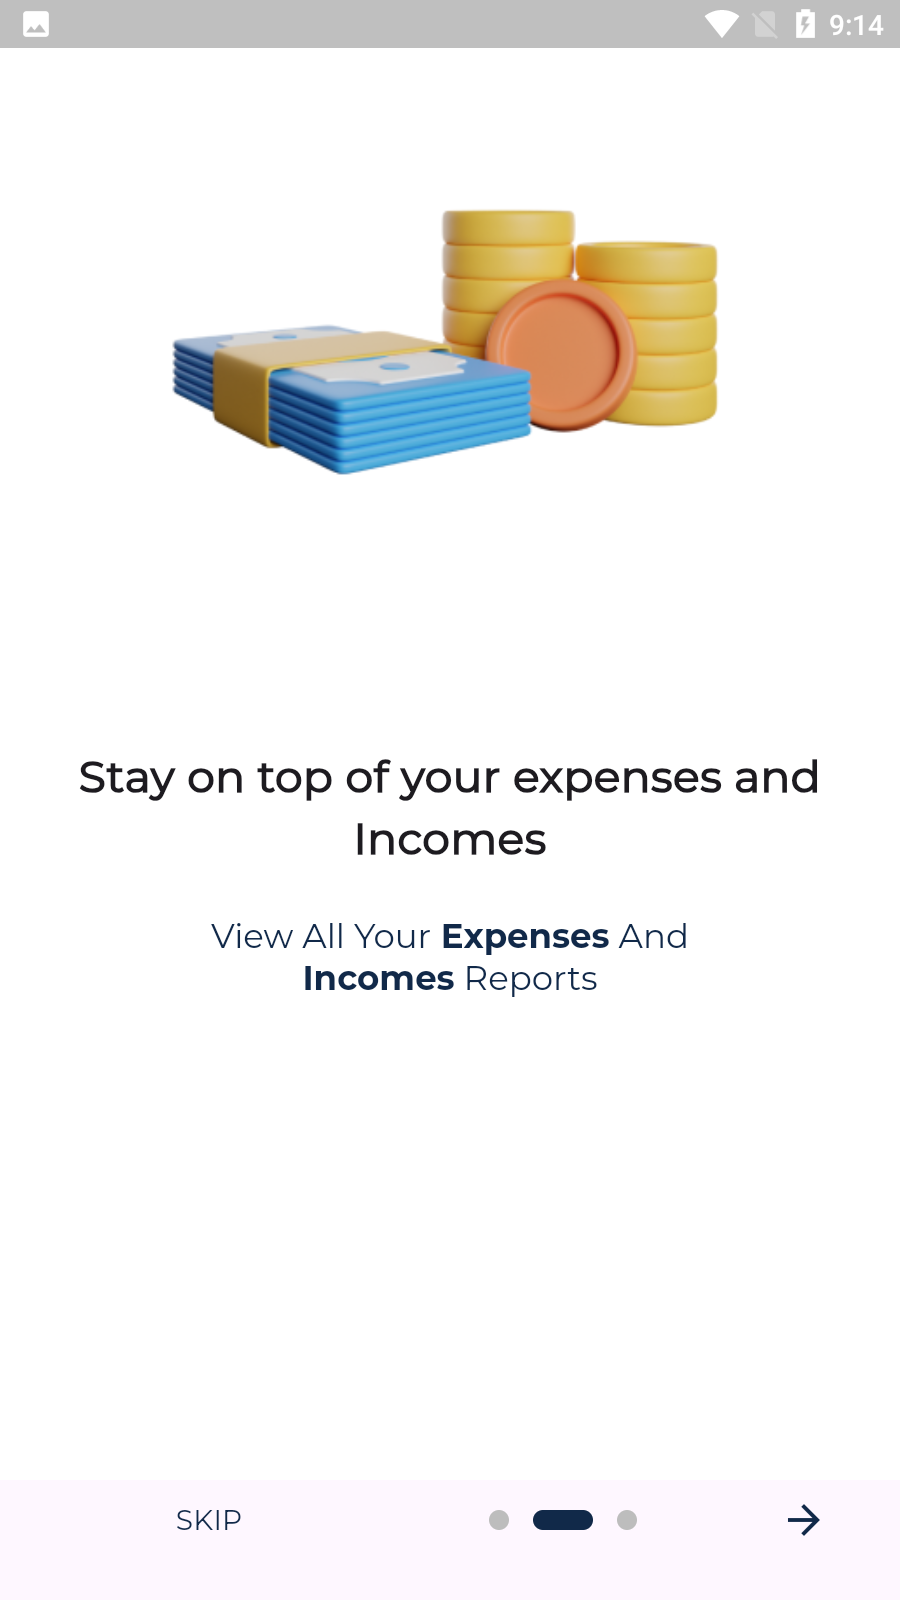 9:14
Stay on top of your expenses and
Incomes
View All Your Expenses And
Incomes Reports
SKIP